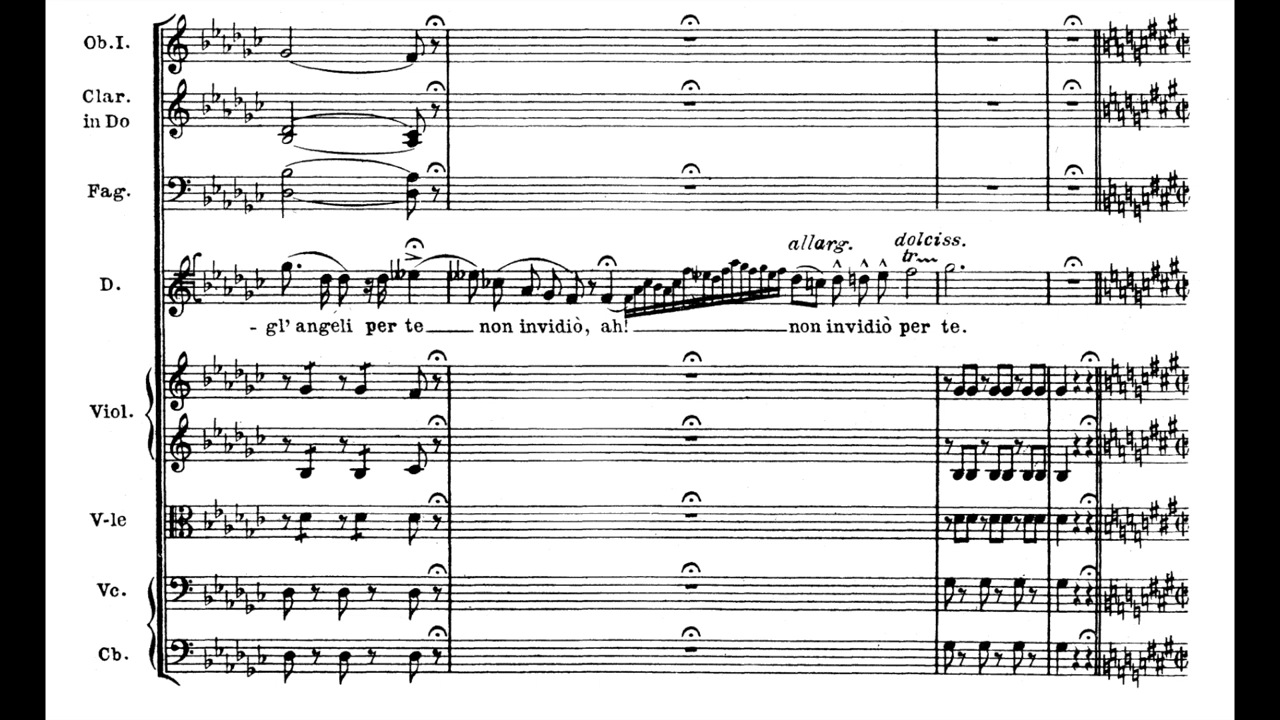 Ob.I.
Clar.
in Do
Fag.
allarg. dolciss.
tr
D.
- gl' angeli per te non invidiò, ah! non invidiò per te.
Viol.
V-le
Vc.
Cb.